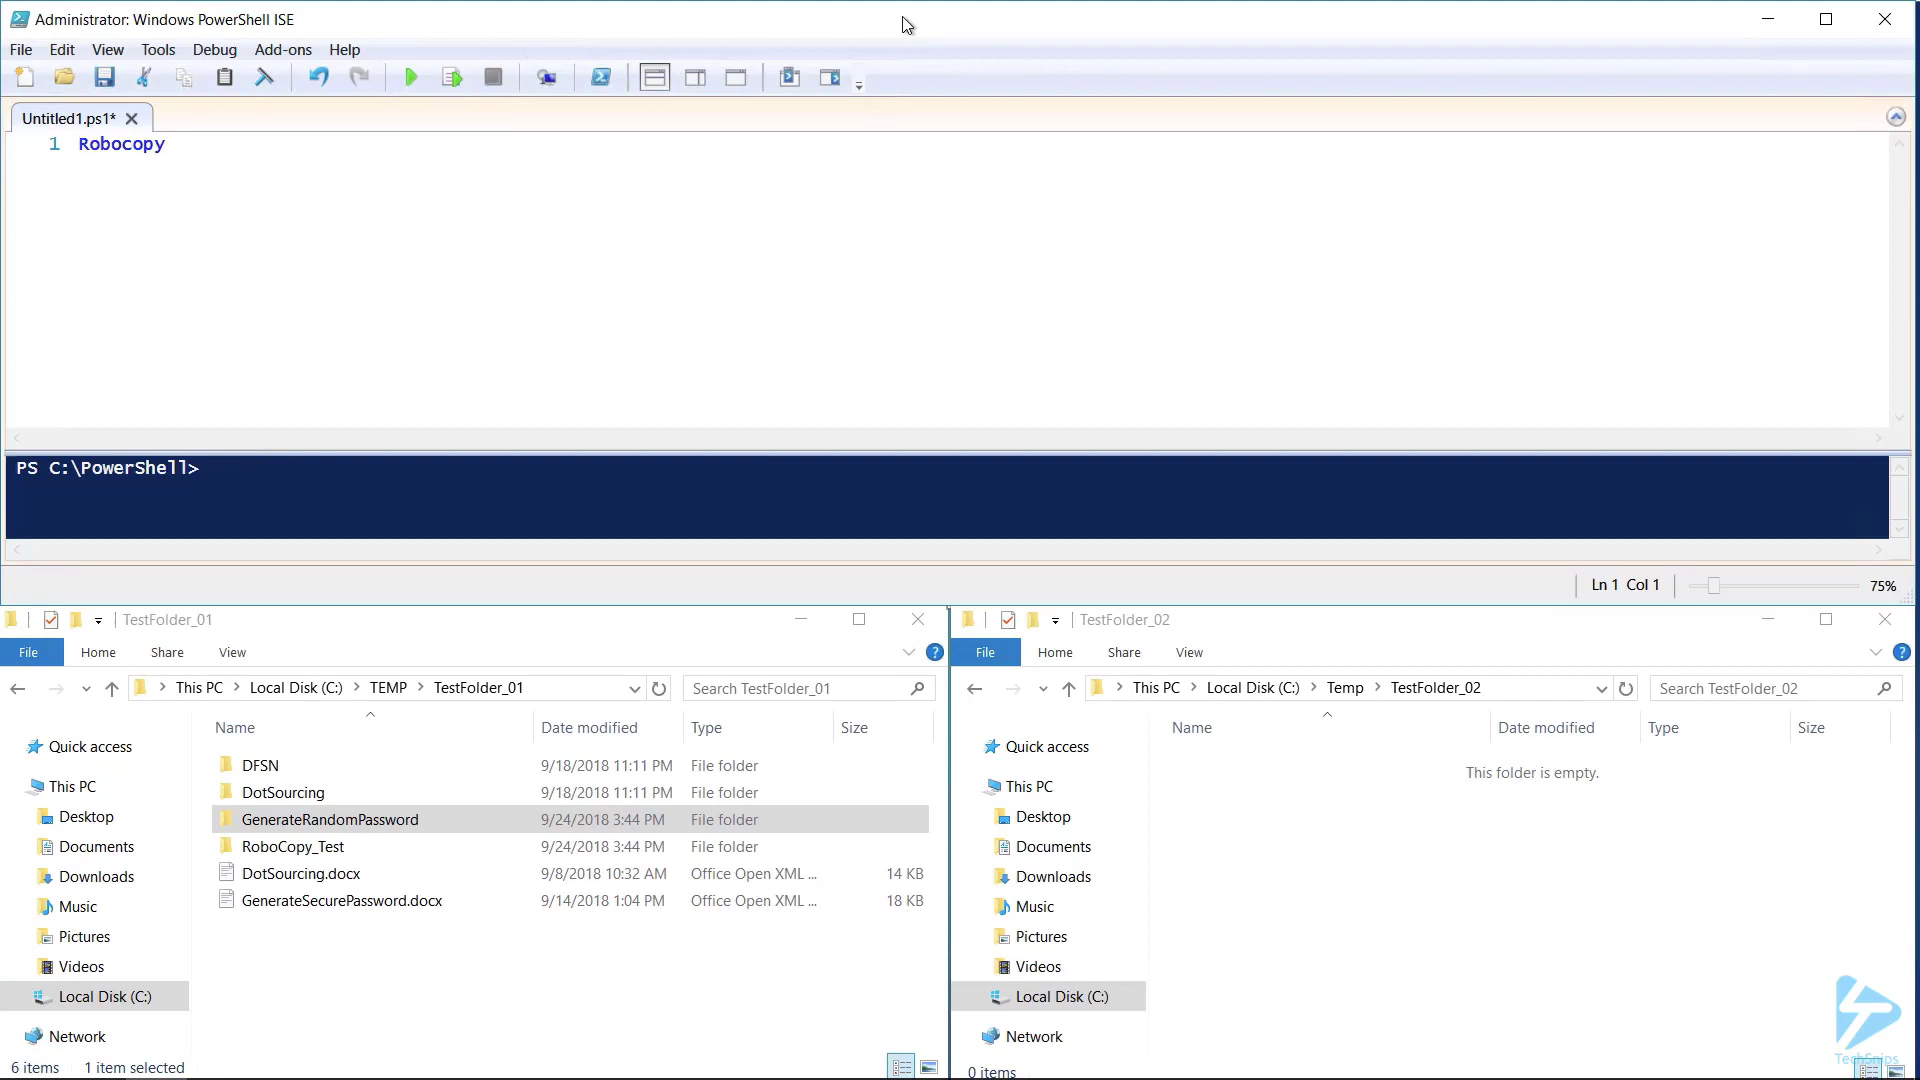 Administrator: Windows PowerShell ISE
File Edit View Tools Debug Add-ons Help
Untitled1.ps1*
1 Robocopy
PS C:\PowerShell>
Ln 1 Col 1 75%
TestFolder_01
File Home Share View
This PC Local Disk (C:) TEMP TestFolder_01 Search TestFolder_01
Name Date modified Type Size
Quick access
This PC
Desktop
Documents
Downloads
Music
Pictures
Videos
Local Disk (C:)
Network
DFSN 9/18/2018 11:11 PM File folder
DotSourcing 9/18/2018 11:11 PM File folder
GenerateRandomPassword 9/24/2018 3:44 PM File folder
RoboCopy_Test 9/24/2018 3:44 PM File folder
DotSourcing.docx 9/8/2018 10:32 AM Office Open XML ... 14 KB
GenerateSecurePassword.docx 9/14/2018 1:04 PM Office Open XML ... 18 KB
6 items 1 item selected
TestFolder_02
File Home Share View
This PC Local Disk (C:) Temp TestFolder_02 Search TestFolder_02
Name Date modified Type Size
Quick access
This PC
Desktop
Documents
Downloads
Music
Pictures
Videos
Local Disk (C:)
Network
This folder is empty.
0 items
TechSnips